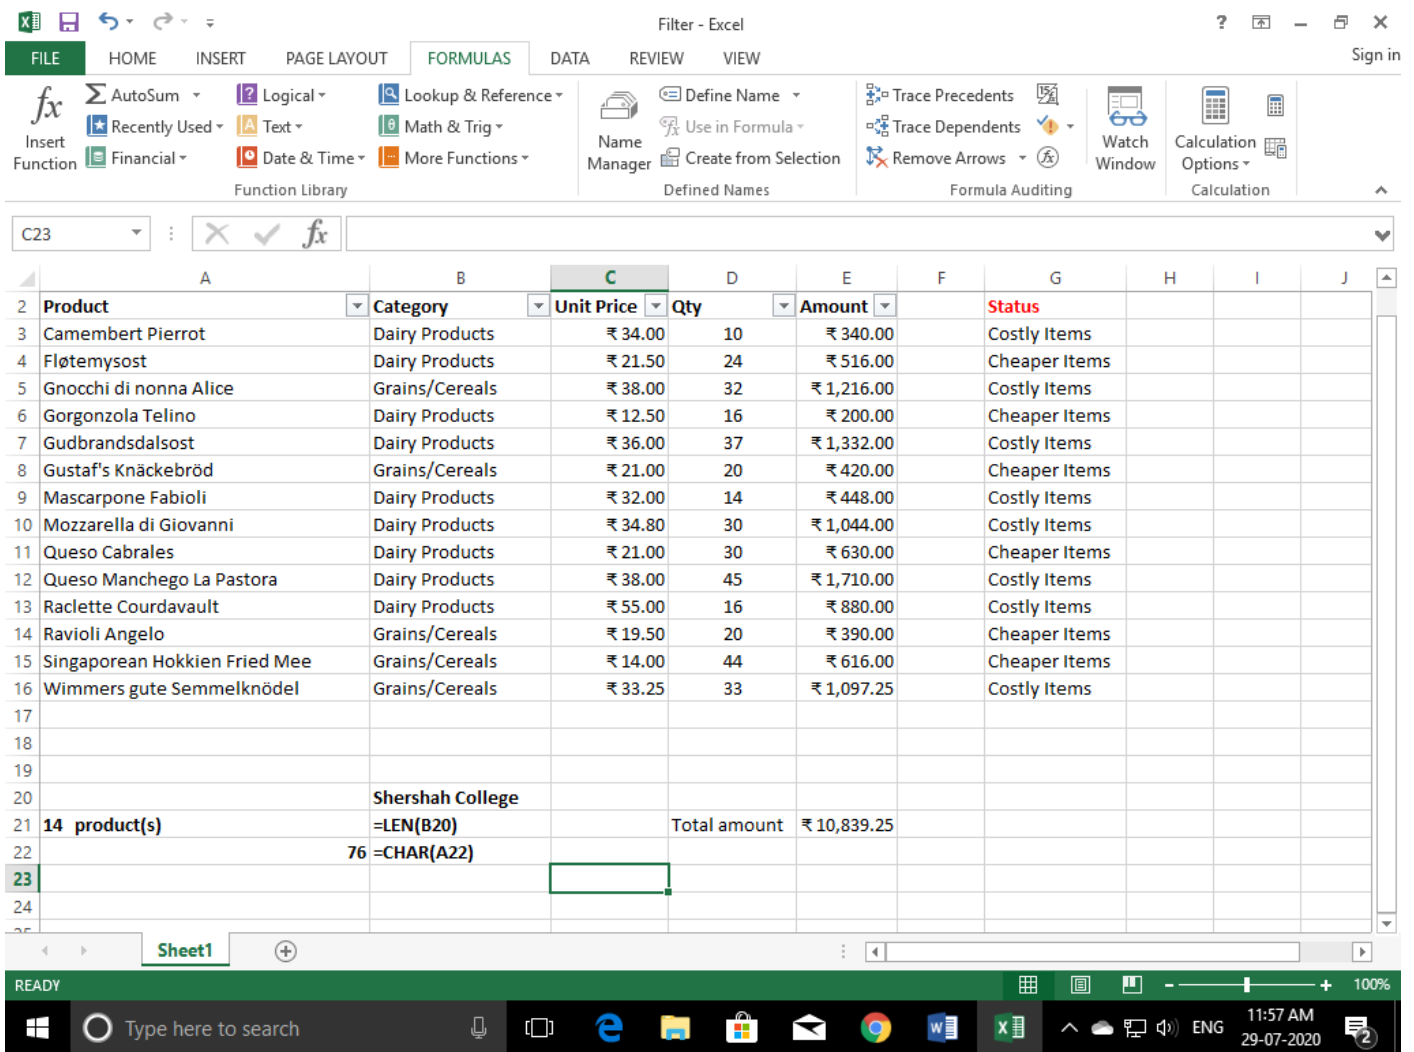 Filter - Excel
?
Sign in
FILE HOME INSERT PAGE LAYOUT FORMULAS DATA REVIEW VIEW
fx Insert Function
AutoSum
Recently Used
Financial
Logical
Text
Date & Time
Lookup & Reference
Math & Trig
More Functions
Function Library
Name Manager
Define Name
Use in Formula
Create from Selection
Defined Names
Trace Precedents
Trace Dependents
Remove Arrows
Formula Auditing
Watch Window
Calculation Options
Calculation
C23 fx
A B C D E F G H I J
2 Product Category Unit Price Qty Amount Status
3 Camembert Pierrot Dairy Products ₹ 34.00 10 ₹ 340.00 Costly Items
4 Fløtemysost Dairy Products ₹ 21.50 24 ₹ 516.00 Cheaper Items
5 Gnocchi di nonna Alice Grains/Cereals ₹ 38.00 32 ₹ 1,216.00 Costly Items
6 Gorgonzola Telino Dairy Products ₹ 12.50 16 ₹ 200.00 Cheaper Items
7 Gudbrandsdalsost Dairy Products ₹ 36.00 37 ₹ 1,332.00 Costly Items
8 Gustaf's Knäckebröd Grains/Cereals ₹ 21.00 20 ₹ 420.00 Cheaper Items
9 Mascarpone Fabioli Dairy Products ₹ 32.00 14 ₹ 448.00 Costly Items
10 Mozzarella di Giovanni Dairy Products ₹ 34.80 30 ₹ 1,044.00 Costly Items
11 Queso Cabrales Dairy Products ₹ 21.00 30 ₹ 630.00 Cheaper Items
12 Queso Manchego La Pastora Dairy Products ₹ 38.00 45 ₹ 1,710.00 Costly Items
13 Raclette Courdavault Dairy Products ₹ 55.00 16 ₹ 880.00 Costly Items
14 Ravioli Angelo Grains/Cereals ₹ 19.50 20 ₹ 390.00 Cheaper Items
15 Singaporean Hokkien Fried Mee Grains/Cereals ₹ 14.00 44 ₹ 616.00 Cheaper Items
16 Wimmers gute Semmelknödel Grains/Cereals ₹ 33.25 33 ₹ 1,097.25 Costly Items
17
18
19
20 Shershah College
21 14 product(s) =LEN(B20) Total amount ₹ 10,839.25
22 76 =CHAR(A22)
23
24
Sheet1
READY 100%
Type here to search
ENG
11:57 AM
29-07-2020
2